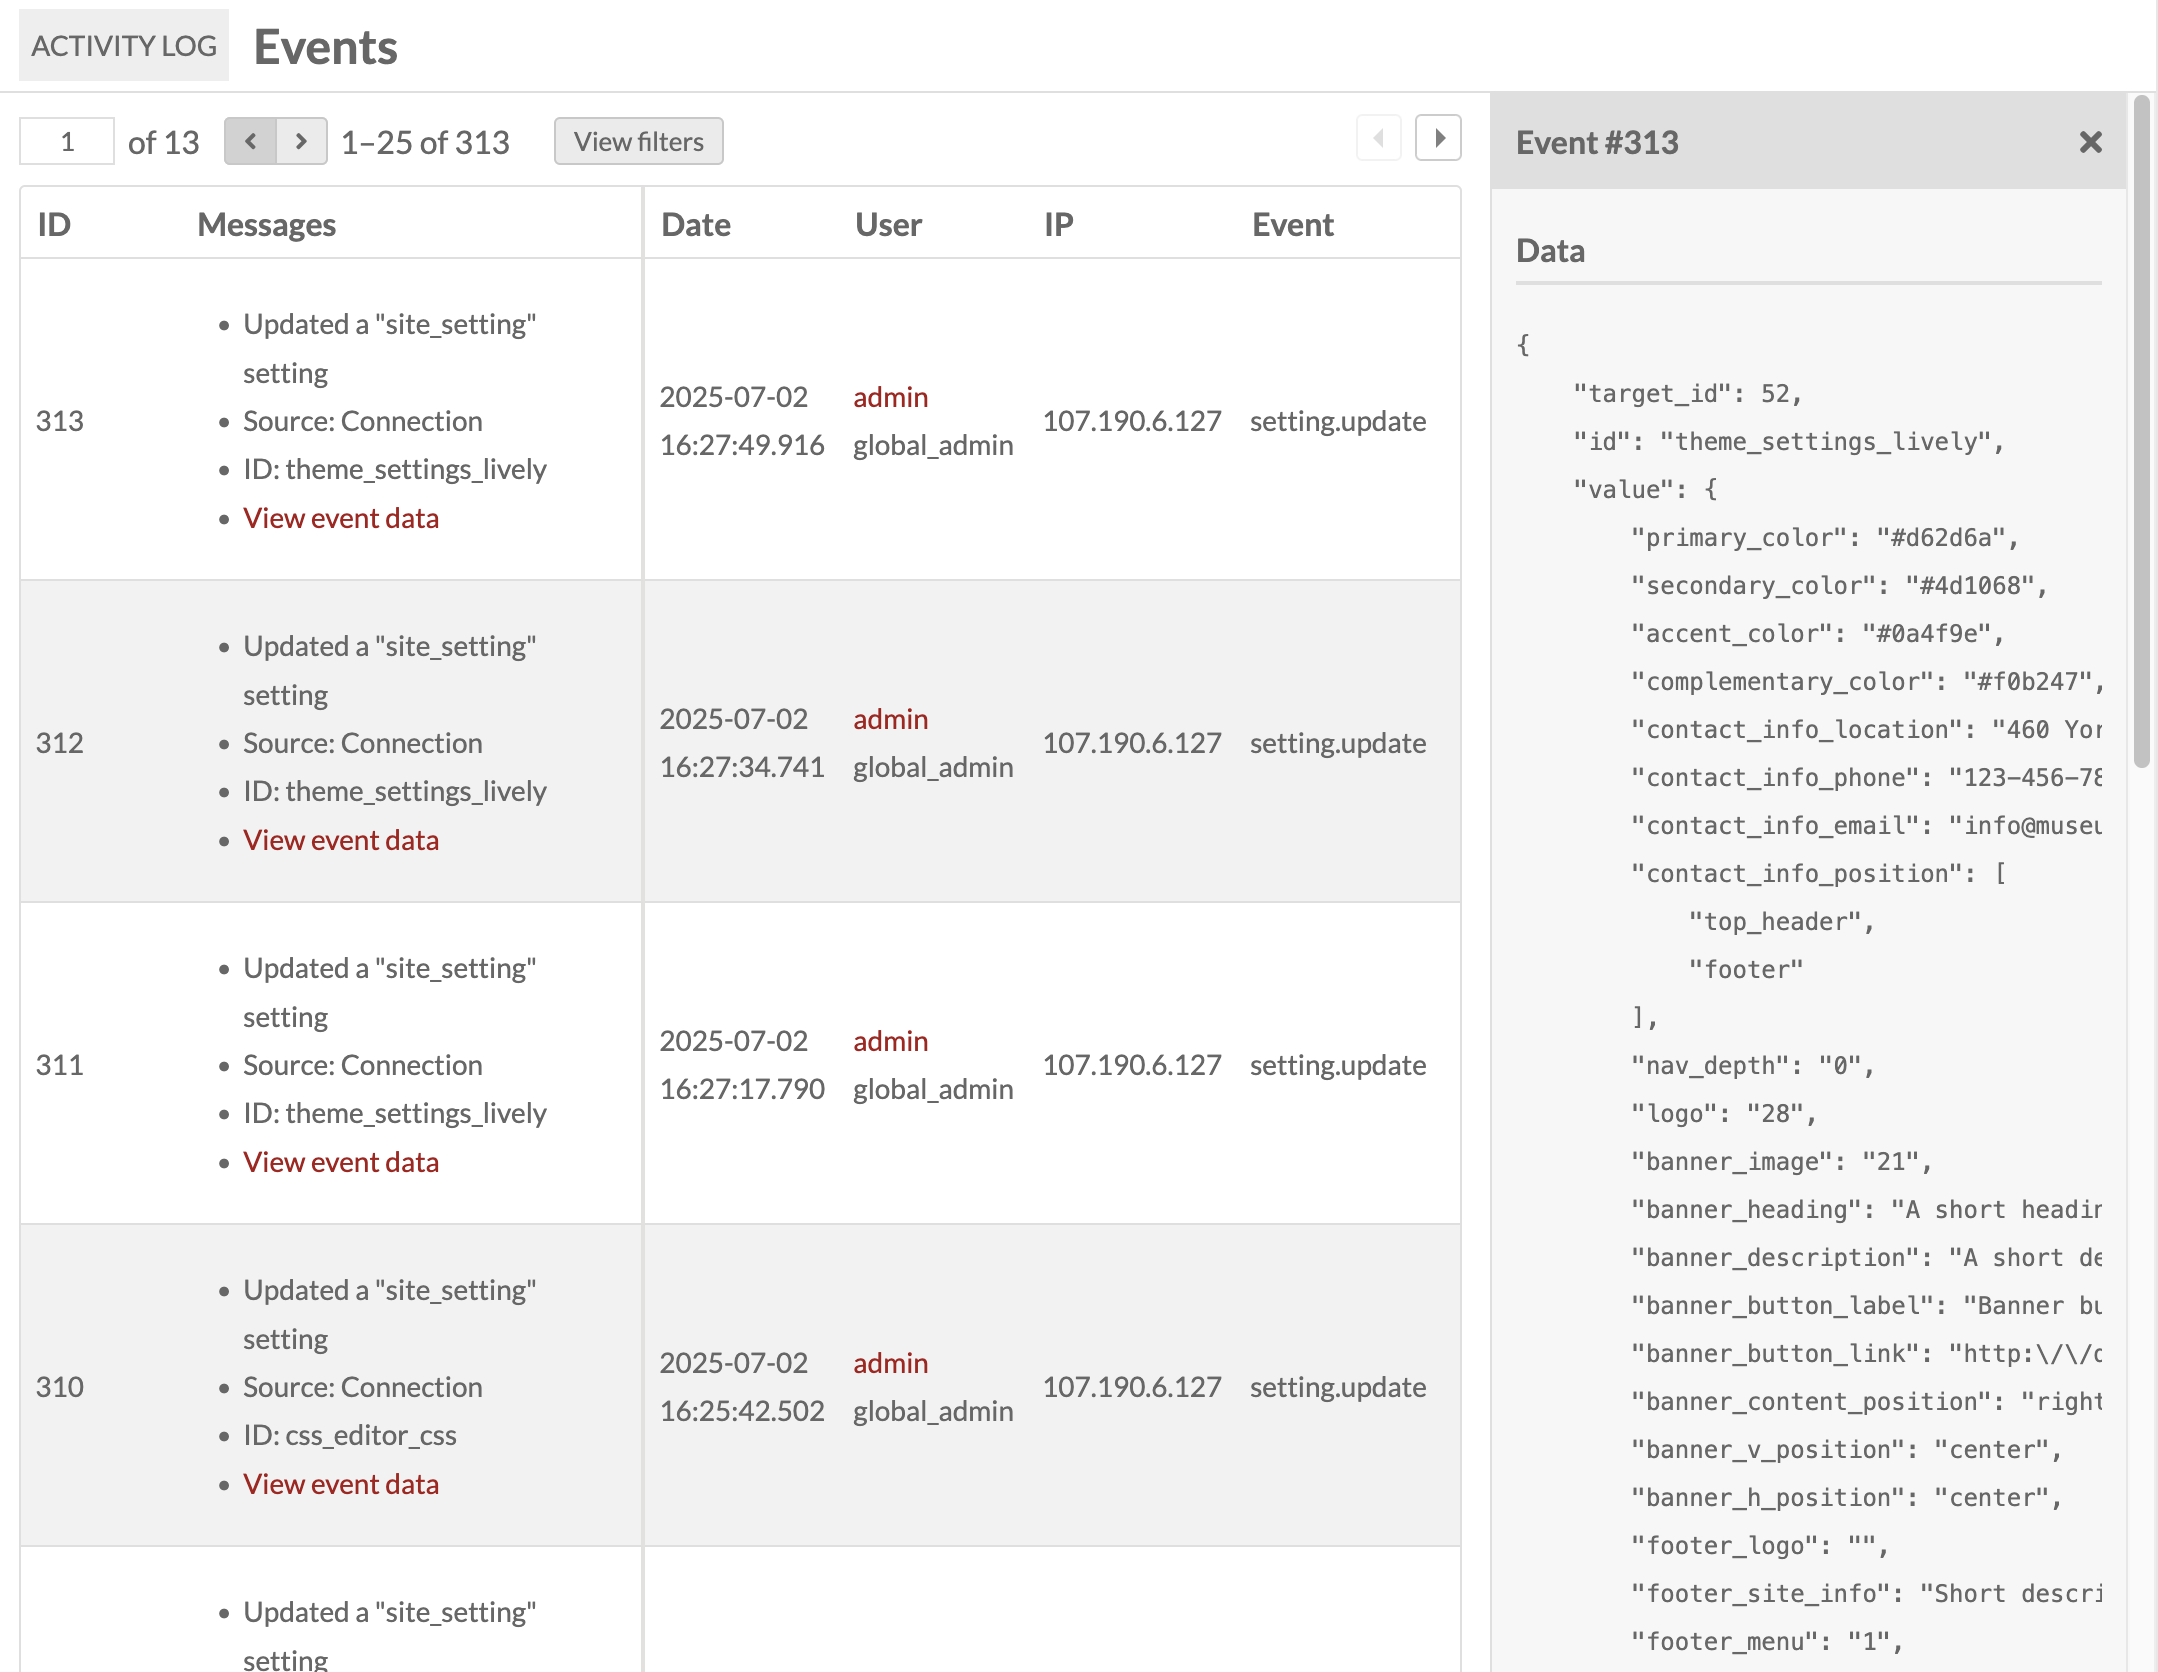 ACTIVITY LOG Events
1 of 13 1–25 of 313 View filters
ID Messages Date User IP Event
313
Updated a "site_setting"
setting
Source: Connection
ID: theme_settings_lively
View event data
2025-07-02
16:27:49.916
admin
global_admin
107.190.6.127
setting.update
312
Updated a "site_setting"
setting
Source: Connection
ID: theme_settings_lively
View event data
2025-07-02
16:27:34.741
admin
global_admin
107.190.6.127
setting.update
311
Updated a "site_setting"
setting
Source: Connection
ID: theme_settings_lively
View event data
2025-07-02
16:27:17.790
admin
global_admin
107.190.6.127
setting.update
310
Updated a "site_setting"
setting
Source: Connection
ID: css_editor_css
View event data
2025-07-02
16:25:42.502
admin
global_admin
107.190.6.127
setting.update
Updated a "site_setting"
setting
Event #313
Data
{
"target_id": 52,
"id": "theme_settings_lively",
"value": {
"primary_color": "#d62d6a",
"secondary_color": "#4d1068",
"accent_color": "#0a4f9e",
"complementary_color": "#f0b247",
"contact_info_location": "460 Yor
"contact_info_phone": "123-456-78
"contact_info_email": "info@museu
"contact_info_position": [
"top_header",
"footer"
],
"nav_depth": "0",
"logo": "28",
"banner_image": "21",
"banner_heading": "A short headin
"banner_description": "A short de
"banner_button_label": "Banner bu
"banner_button_link": "http:\/\/
"banner_content_position": "right
"banner_v_position": "center",
"banner_h_position": "center",
"footer_logo": "",
"footer_site_info": "Short descri
"footer_menu": "1",